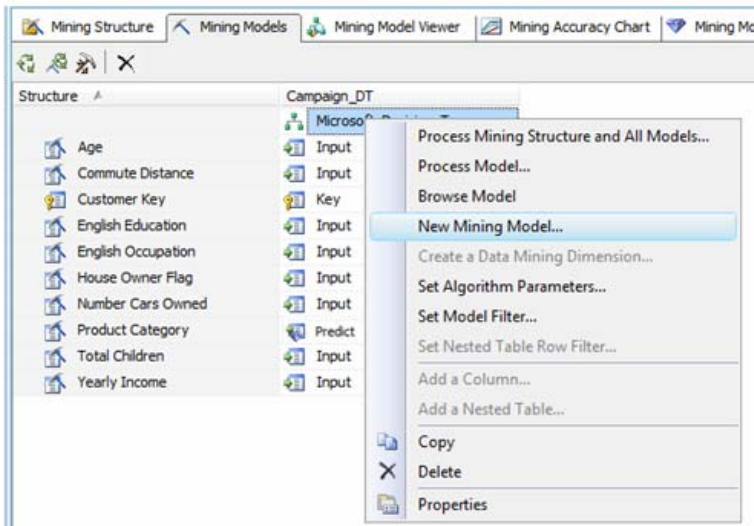 Mining Structure Mining Models Mining Model Viewer Mining Accuracy Chart Mining Mo
Structure Campaign_DT
Age Input
Commute Distance Input
Customer Key Key
English Education Input
English Occupation Input
House Owner Flag Input
Number Cars Owned Input
Product Category Predict
Total Children Input
Yearly Income Input
Process Mining Structure and All Models...
Process Model...
Browse Model
New Mining Model...
Create a Data Mining Dimension...
Set Algorithm Parameters...
Set Model Filter...
Set Nested Table Row Filter...
Add a Column...
Add a Nested Table...
Copy
Delete
Properties